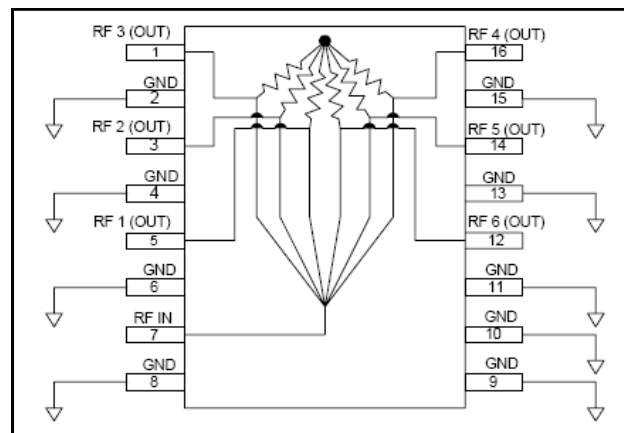 RF 3 (OUT)
1
GND
2
RF 2 (OUT)
3
GND
4
RF 1 (OUT)
5
GND
6
RF IN
7
GND
8
RF 4 (OUT)
16
GND
15
RF 5 (OUT)
14
GND
13
RF 6 (OUT)
12
GND
11
GND
10
GND
9